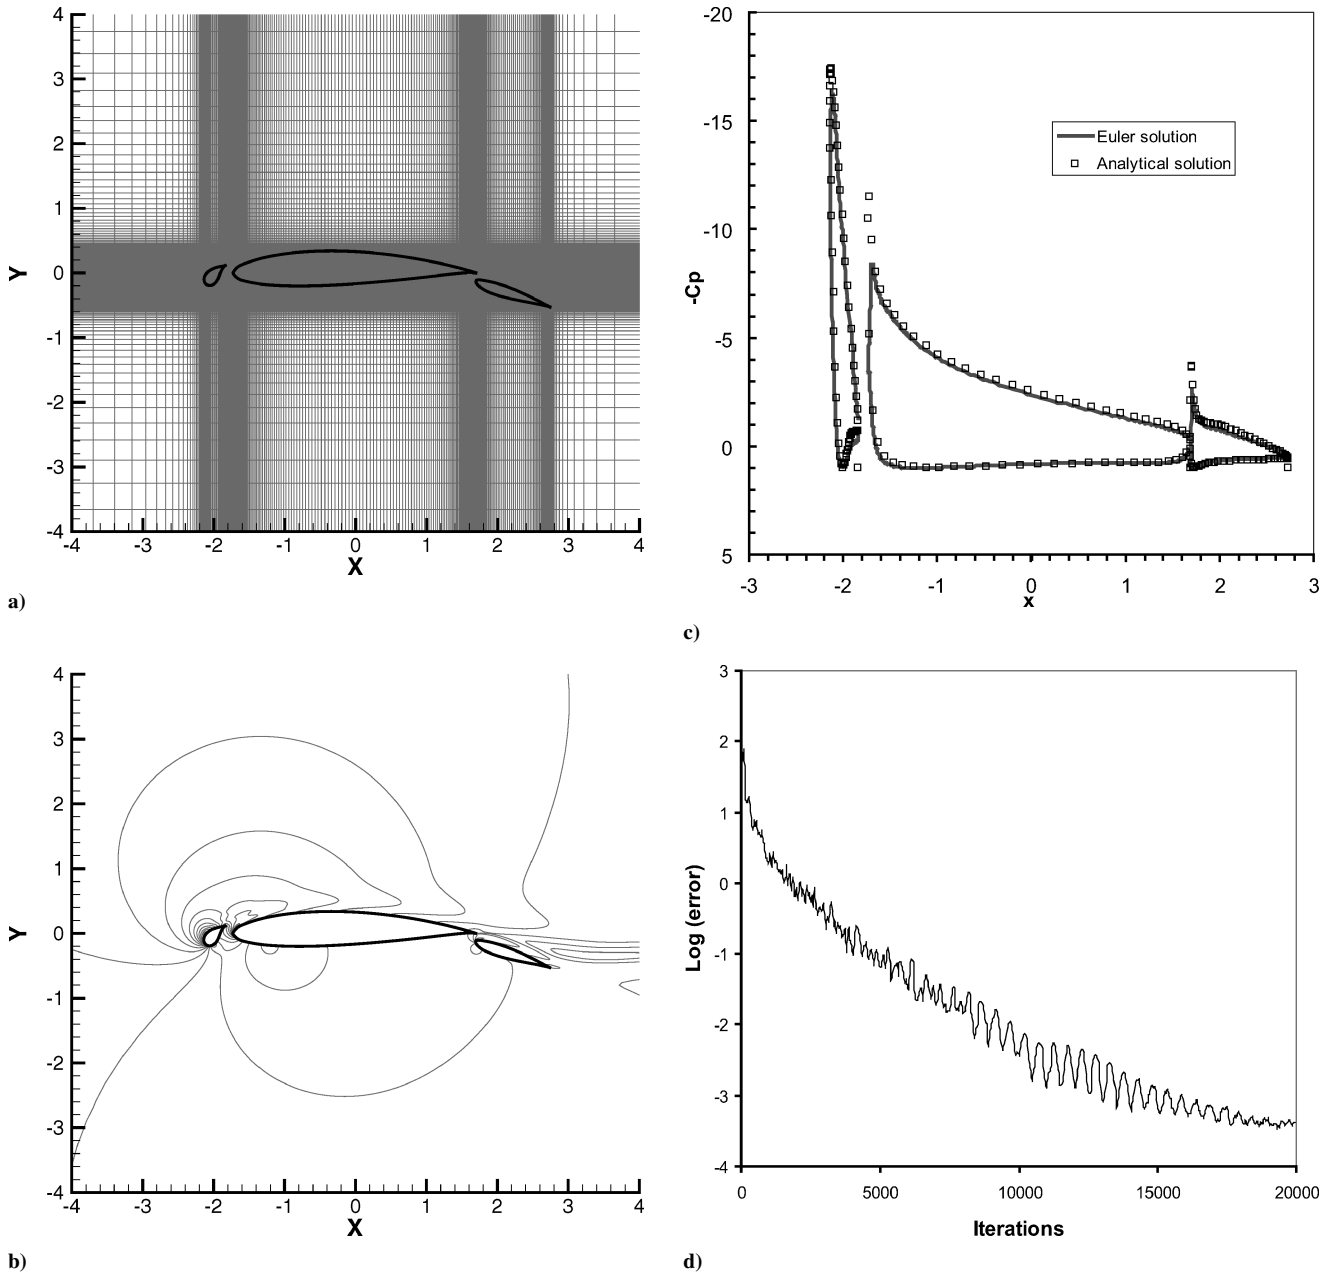 4
3
2
1
0
-1
-2
-3
-4
Y
-4 -3 -2 -1 0 1 2 3 4
X
a)
-20
-15
-10
-5
0
5
-Cp
Euler solution
Analytical solution
-3 -2 -1 0 1 2 3
x
c)
4
3
2
1
0
-1
-2
-3
-4
Y
-4 -3 -2 -1 0 1 2 3 4
X
b)
3
2
1
0
-1
-2
-3
-4
Log (error)
0 5000 10000 15000 20000
Iterations
d)